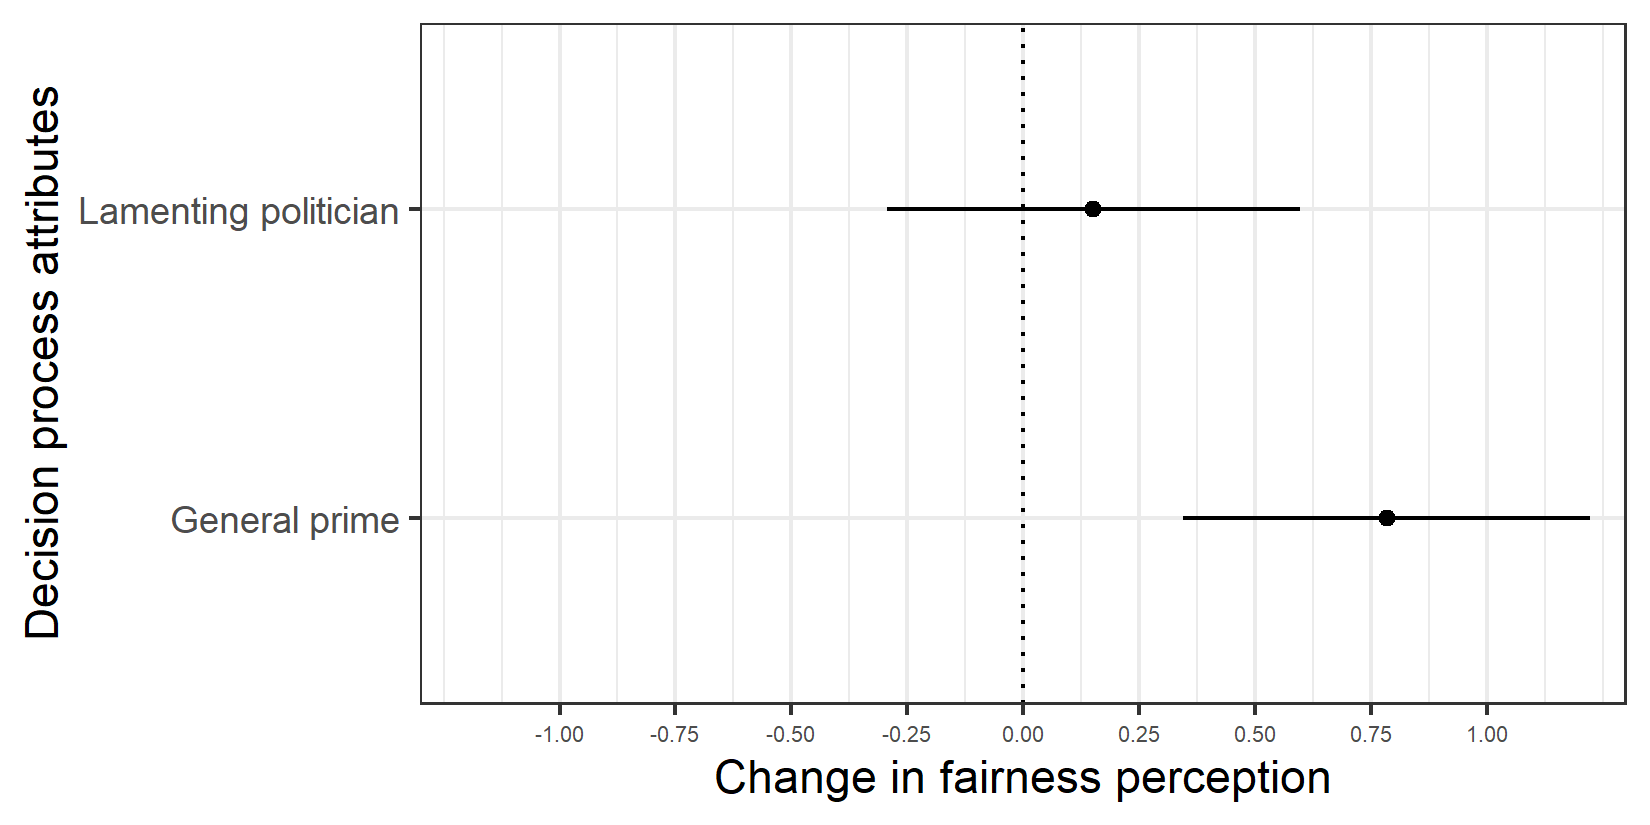 Decision process attributes
Lamenting politician
General prime
-1.00 -0.75 -0.50 -0.25 0.00 0.25 0.50 0.75 1.00
Change in fairness perception